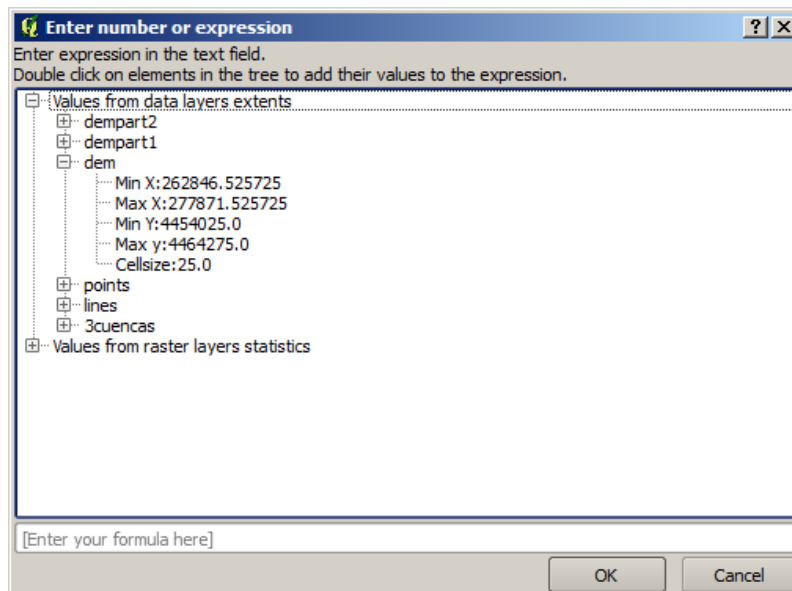 Enter number or expression
Enter expression in the text field.
Double click on elements in the tree to add their values to the expression.
Values from data layers extents
dempart2
dempart1
dem
Min X:262846.525725
Max X:277871.525725
Min Y:4454025.0
Max y:4464275.0
Cellsize:25.0
points
lines
3cuencas
Values from raster layers statistics
[Enter your formula here]
OK Cancel